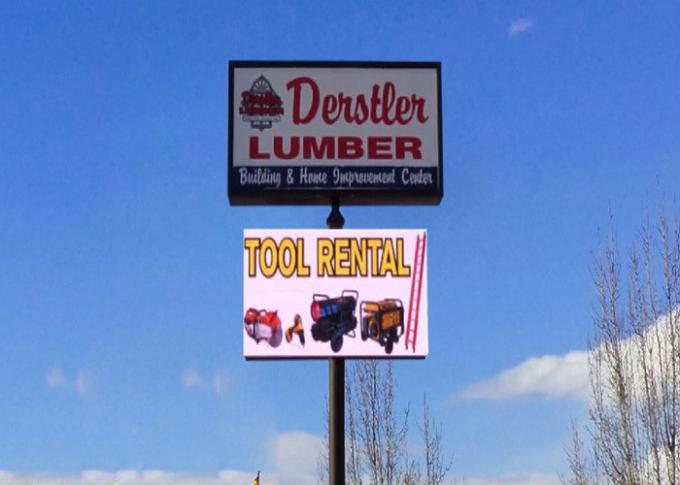 Derstler
LUMBER
Building & Home Improvement Center
TOOL RENTAL